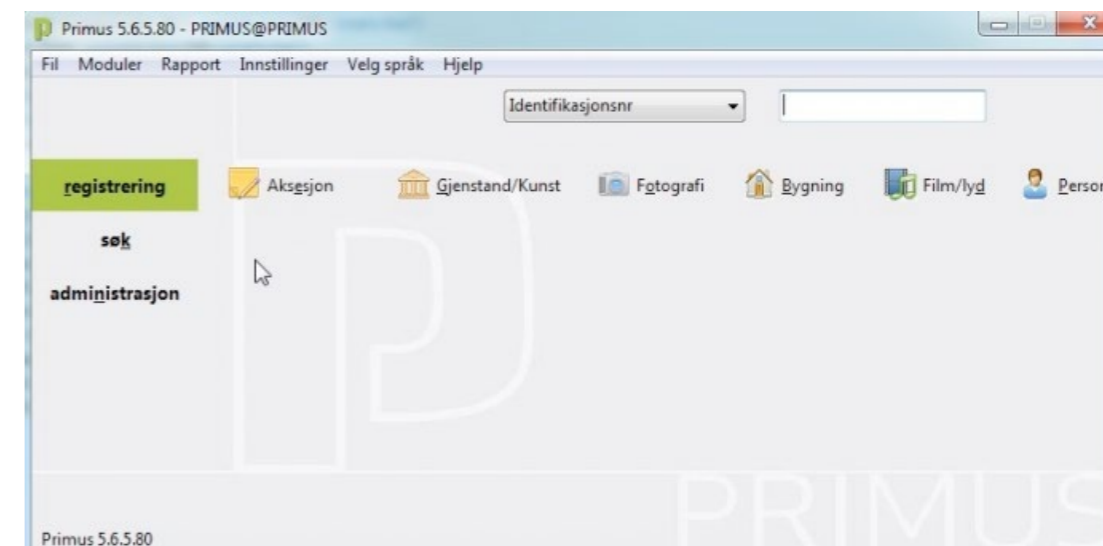 Primus 5.6.5.80 - PRIMUS@PRIMUS
Fil Moduler Rapport Innstillinger Velg språk Hjelp
Identifikasjonsnr
registrering Aksesjon Gjenstand/Kunst Fotografi Bygning Film/lyd Person
søk
administrasjon
PRIMUS
Primus 5.6.5.80